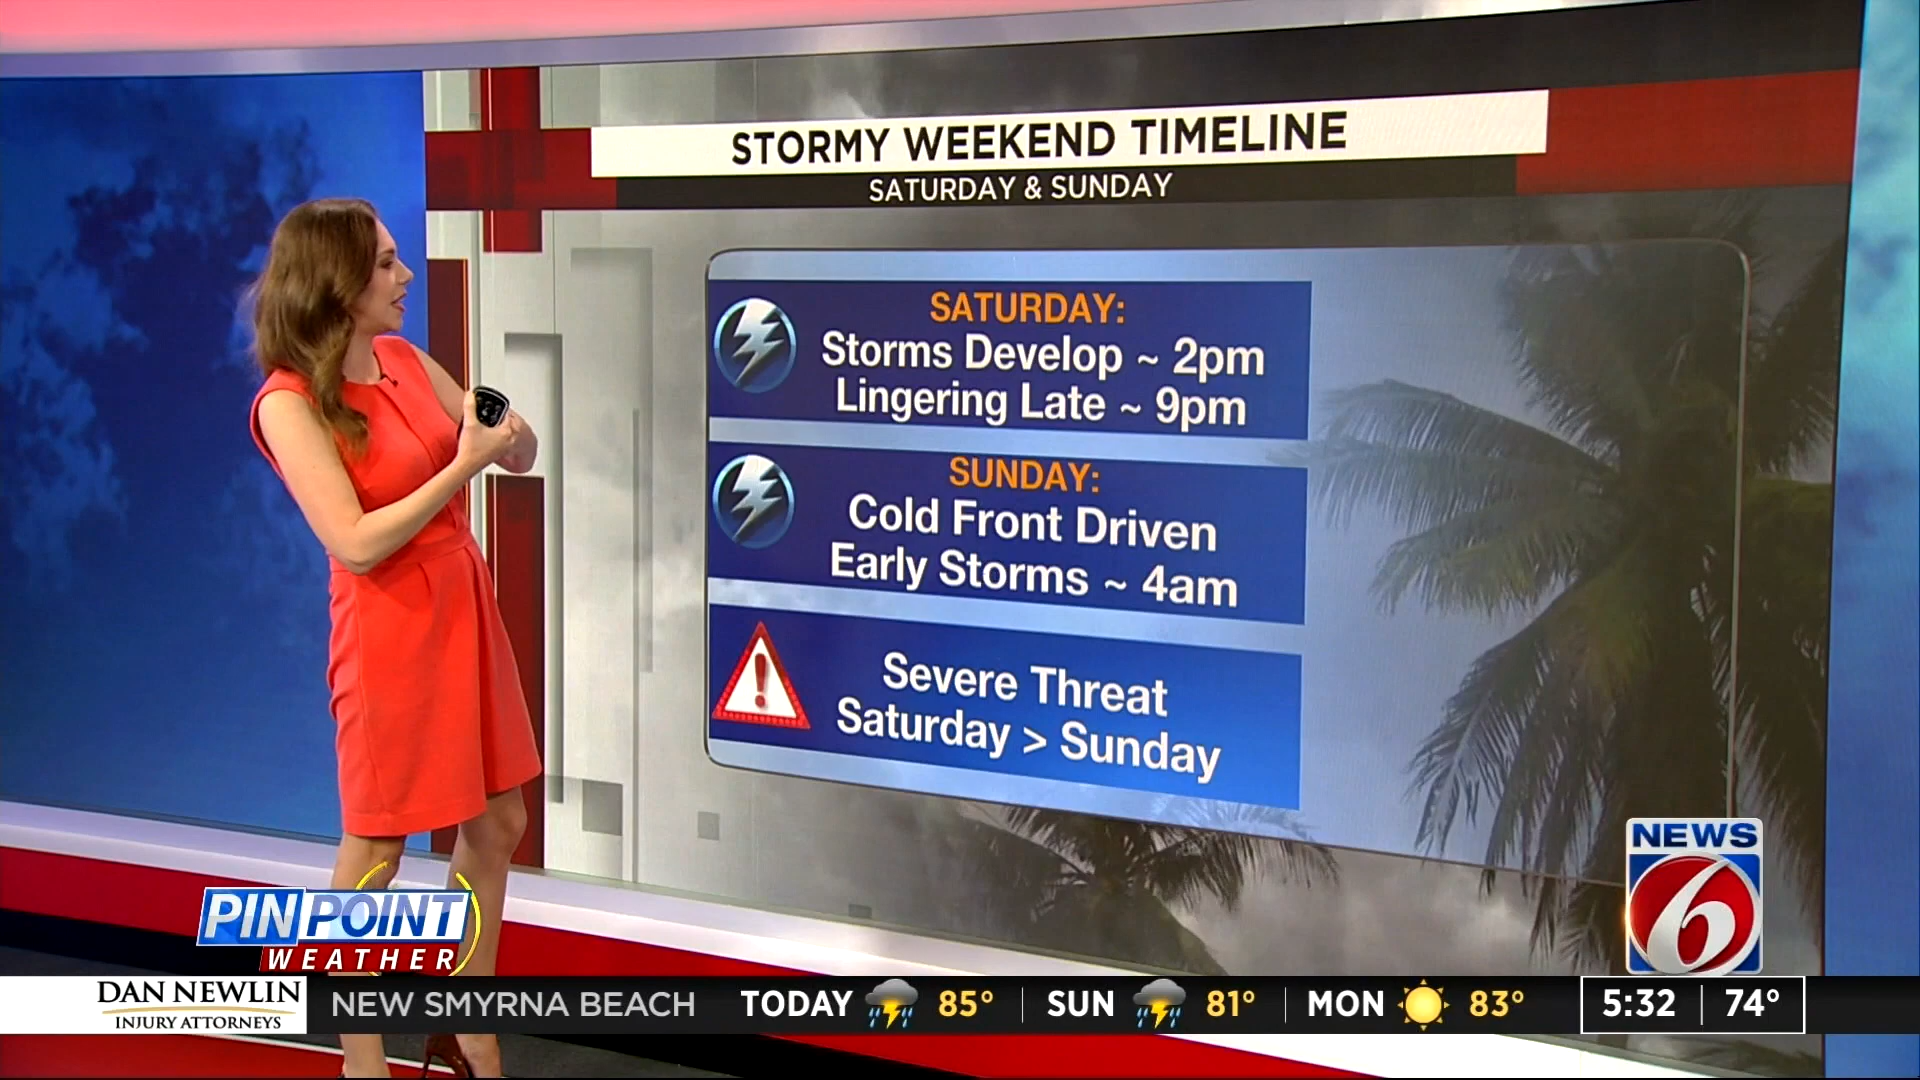 STORMY WEEKEND TIMELINE
SATURDAY & SUNDAY
SATURDAY:
Storms Develop ~ 2pm
Lingering Late ~ 9pm
SUNDAY:
Cold Front Driven
Early Storms ~ 4am
Severe Threat
Saturday > Sunday
NEWS
6
PINPOINT
WEATHER
DAN NEWLIN
INJURY ATTORNEYS
NEW SMYRNA BEACH TODAY 85° SUN 81° MON 83° 5:32 74°